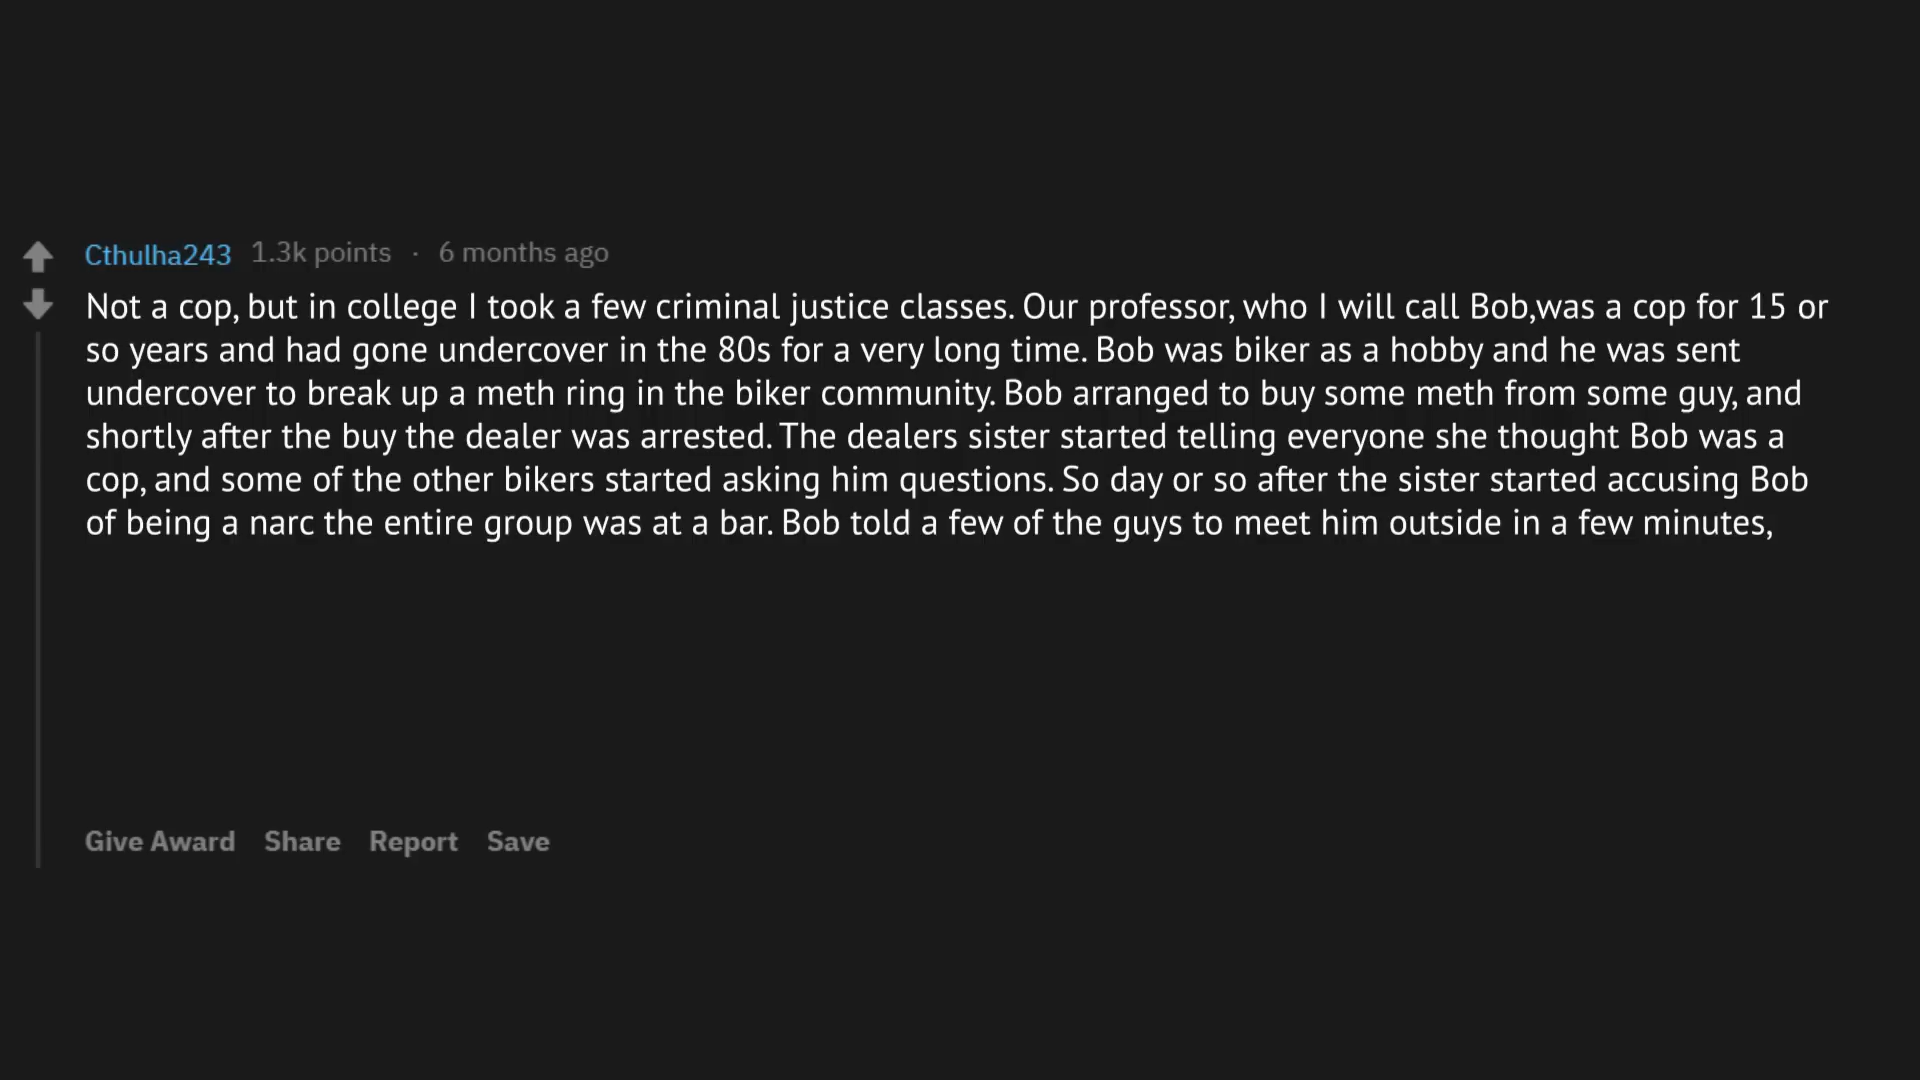 Cthulha243 1.3k points · 6 months ago
Not a cop, but in college I took a few criminal justice classes. Our professor, who I will call Bob,was a cop for 15 or
so years and had gone undercover in the 80s for a very long time. Bob was biker as a hobby and he was sent
undercover to break up a meth ring in the biker community. Bob arranged to buy some meth from some guy, and
shortly after the buy the dealer was arrested. The dealers sister started telling everyone she thought Bob was a
cop, and some of the other bikers started asking him questions. So day or so after the sister started accusing Bob
of being a narc the entire group was at a bar. Bob told a few of the guys to meet him outside in a few minutes,
Give Award Share Report Save